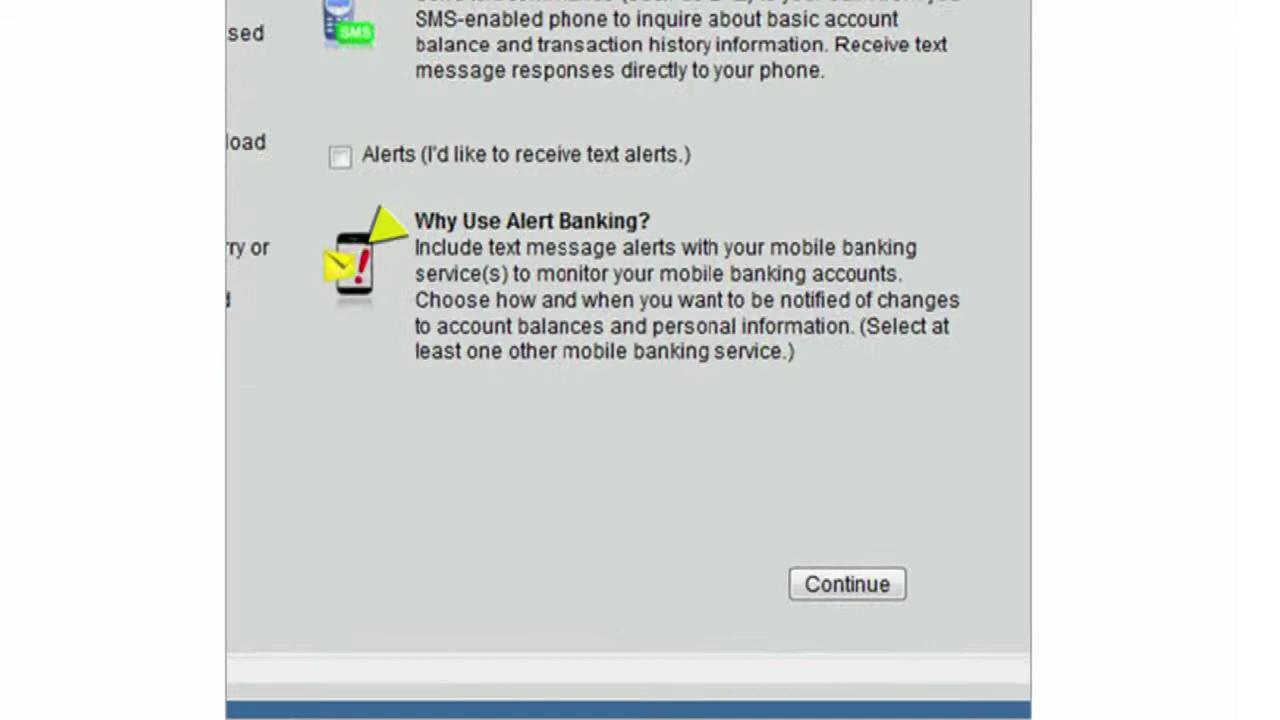 SMS-enabled phone to inquire about basic account
sed
balance and transaction history information. Receive text
SMS
message responses directly to your phone.
load
Alerts (I'd like to receive text alerts.)
Why Use Alert Banking?
Include text message alerts with your mobile banking
rry or
service(s) to monitor your mobile banking accounts.
Choose how and when you want to be notified of changes
to account balances and personal information. (Select at
least one other mobile banking service.)
Continue